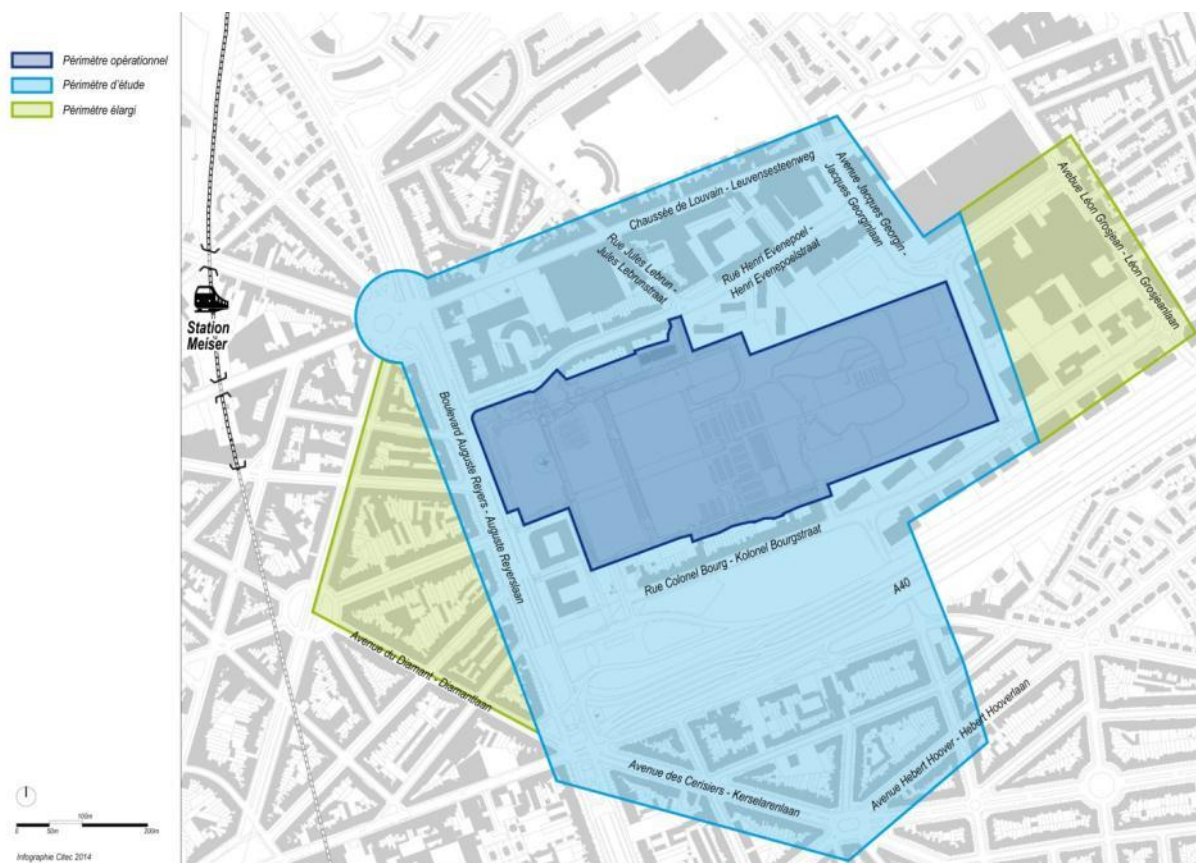 Périmètre opérationnel
Périmètre d'étude
Périmètre élargi
Station
Meiser
Chaussée de Louvain - Leuvensesteenweg
Avenue Jacques Georgin -
Jacques Georginlaan
Avebue Léon Grosjean - Léon Grosjeanlaan
Rue Jules Lebrun -
Jules Lebrunstraat
Rue Henri Evenepoel -
Henri Evenepoelstraat
Boulevard Auguste Reyers - Auguste Reyerslaan
Rue Colonel Bourg - Kolonel Bourgstraat
A40
Avenue du Diamant - Diamantlaan
Avenue des Cerisiers - Kerselarenlaan
Avenue Hebert Hoover - Hebert Hooverlaan
100m
0 50m 200m
Infographie Citec 2014